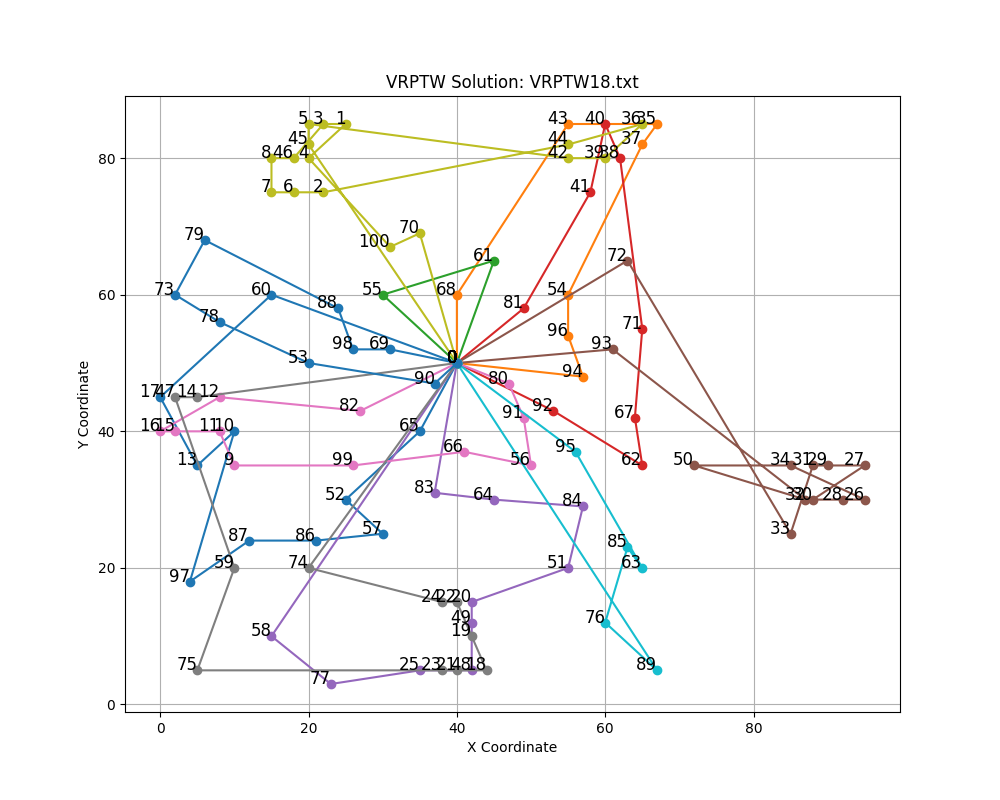 VRPTW Solution: VRPTW18.txt
43 40 36 35
5 3 1
45 44 37
8 46 4 42 39 38
7 6 2 41
79 100 70
61 72
73 60 55 68 54
78 88 81 71
98 69 96 93
53 0
90 80 94
17 47 14 12 82 91 92 67
16 15 11 10 65
13 9 99 66 56 95 62 50 34 31 29 27
52 83 64 84 32 30 28 26
87 86 57 85 33
97 59 74 51 63
24 22 20
58 49 19 76
75 77 25 23 21 48 18 89
80
60
40
20
0
Y Coordinate
0 20 40 60 80
X Coordinate